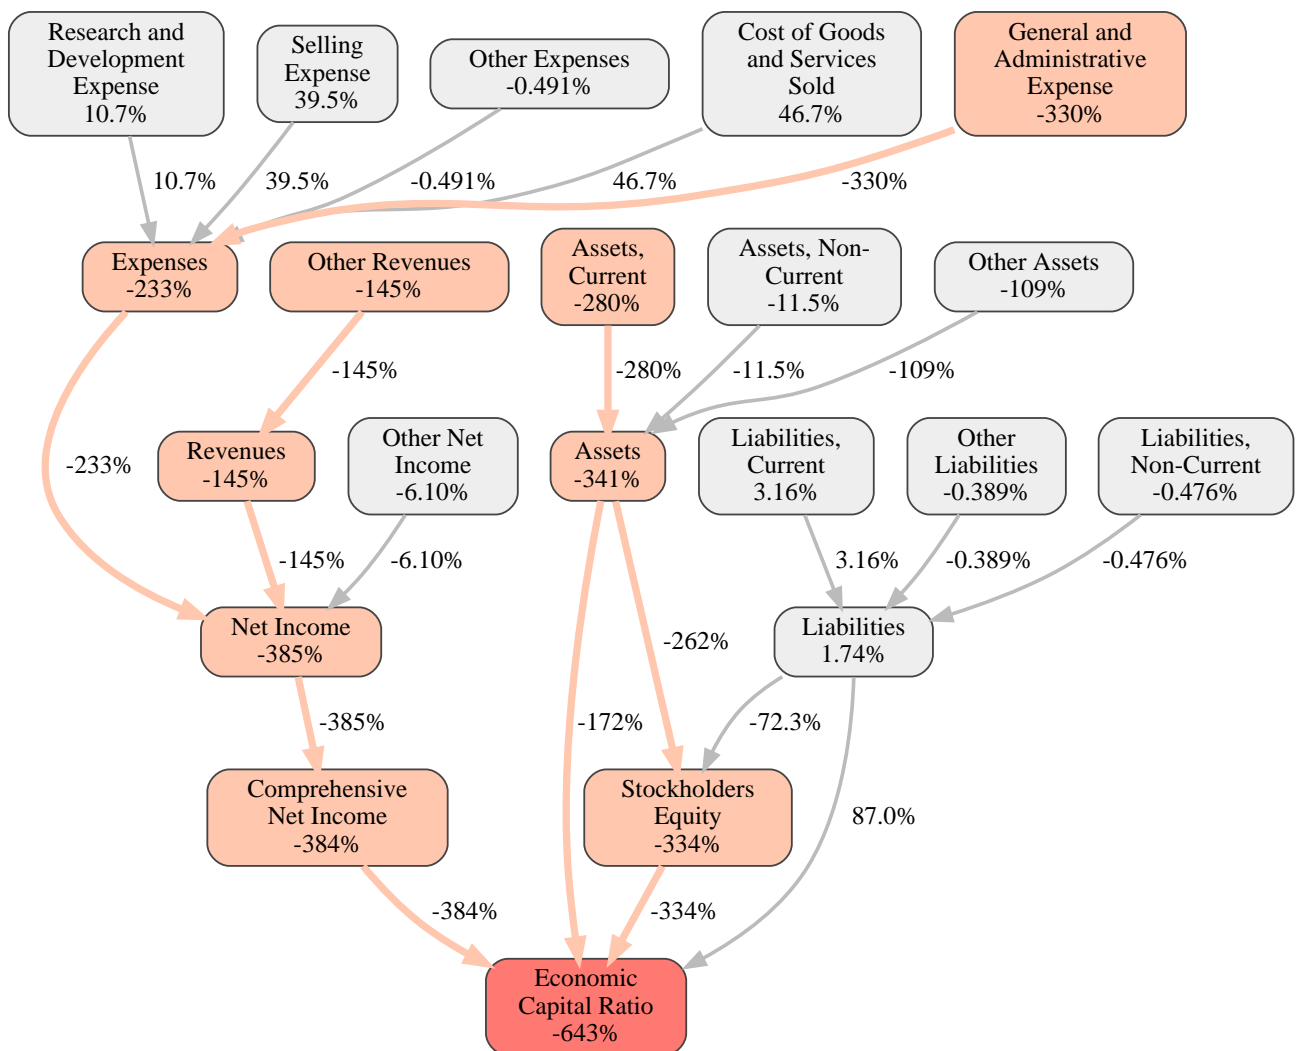 Research and
Development
Expense
10.7%
Selling
Expense
39.5%
Other Expenses
-0.491%
Cost of Goods
and Services
Sold
46.7%
General and
Administrative
Expense
-330%
10.7%
39.5%
-0.491%
46.7%
-330%
Expenses
-233%
Other Revenues
-145%
Assets,
Current
-280%
Assets, Non-
Current
-11.5%
Other Assets
-109%
-145%
-280%
-11.5%
-109%
-233%
Revenues
-145%
Other Net
Income
-6.10%
Assets
-341%
Liabilities,
Current
3.16%
Other
Liabilities
-0.389%
Liabilities,
Non-Current
-0.476%
-145%
-6.10%
3.16%
-0.389%
-0.476%
Net Income
-385%
-262%
Liabilities
1.74%
-385%
-172%
-72.3%
Comprehensive
Net Income
-384%
Stockholders
Equity
-334%
87.0%
-384%
-334%
Economic
Capital Ratio
-643%